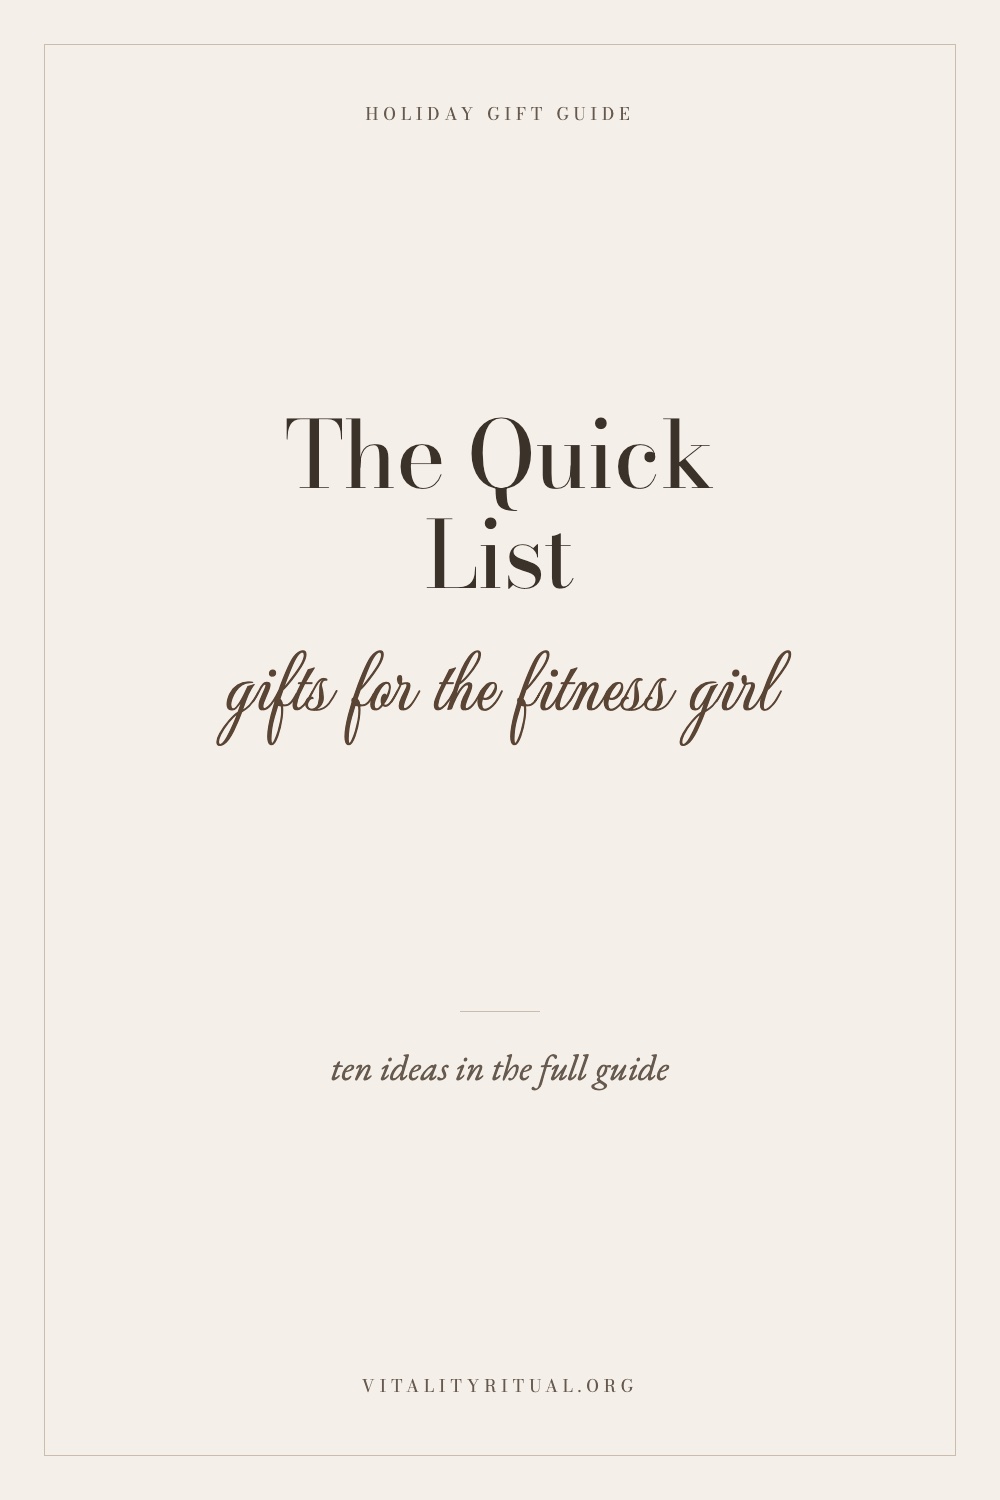 HOLIDAY GIFT GUIDE
The Quick
List
gifts for the fitness girl
ten ideas in the full guide
VITALITYRITUAL.ORG